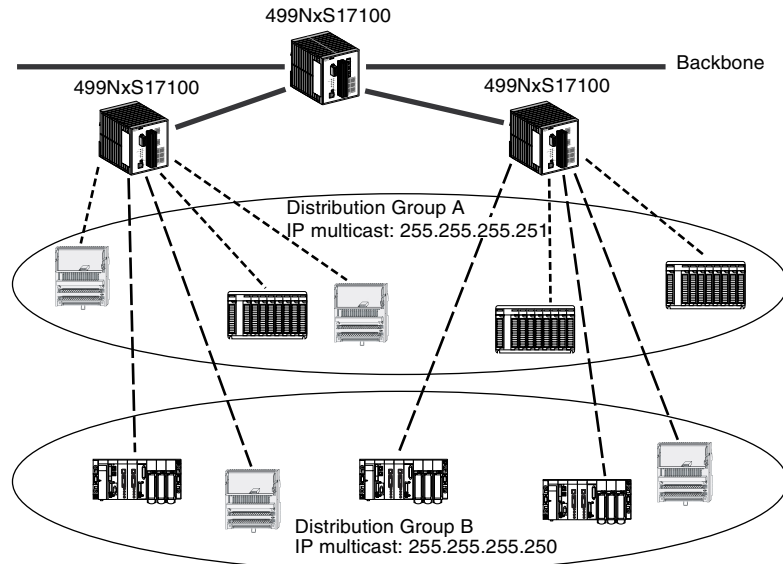 499NxS17100
Backbone
499NxS17100
499NxS17100
Distribution Group A
IP multicast: 255.255.255.251
Distribution Group B
IP multicast: 255.255.255.250